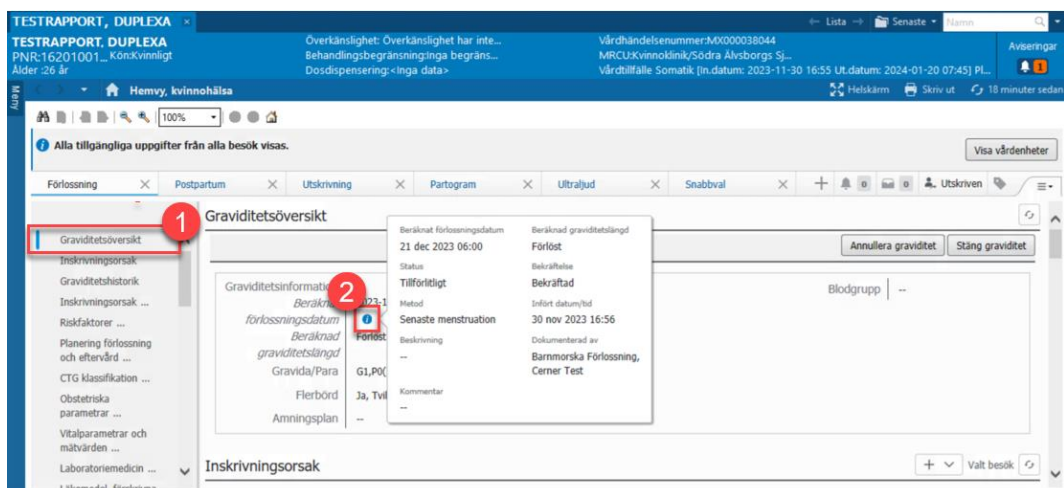 TESTRAPPORT, DUPLEXA ×
← Lista → Senaste Namn
TESTRAPPORT, DUPLEXA
PNR:16201001... Kön:Kvinnligt
Ålder :26 år
Överkänslighet: Överkänslighet har inte...
Behandlingsbegränsning:Inga begräns...
Dosdispensering:<Inga data>
Vårdhändelsenummer:MX000038044
MRCU:Kvinnoklinik/Södra Älvsborgs Sj...
Vårdtillfälle Somatik [In.datum: 2023-11-30 16:55 Ut.datum: 2024-01-20 07:45] Pl...
Aviseringar
1
Meny
Hemvy, kvinnohälsa
Helskärm Skriv ut 18 minuter sedan
100%
Alla tillgängliga uppgifter från alla besök visas.
Visa vårdenheter
Förlossning × Postpartum × Utskrivning × Partogram × Ultraljud × Snabbval × + 0 0 Utskriven
1
Graviditetsöversikt
Inskrivningsorsak
Graviditetshistorik
Inskrivningsorsak ...
Riskfaktorer ...
Planering förlossning
och eftervård ...
CTG klassifikation ...
Obstetriska
parametrar ...
Vitalparametrar och
mätvärden ...
Laboratoriemedicin ...
Graviditetsöversikt
Annullera graviditet Stäng graviditet
Graviditetsinformation
2
Beräknat
förlossningsdatum
Beräknad
graviditetslängd
Förlöst
Gravida/Para G1,P0(
Flerbörd Ja, Tvil
Amningsplan --
Blodgrupp --
Beräknat förlossningsdatum
21 dec 2023 06:00
Beräknad graviditetslängd
Förlöst
Status
Tillförlitligt
Bekräftelse
Bekräftad
Metod
Senaste menstruation
Infört datum/tid
30 nov 2023 16:56
Beskrivning
--
Dokumenterad av
Barnmorska Förlossning,
Cerner Test
Kommentar
--
Inskrivningsorsak
+ Valt besök